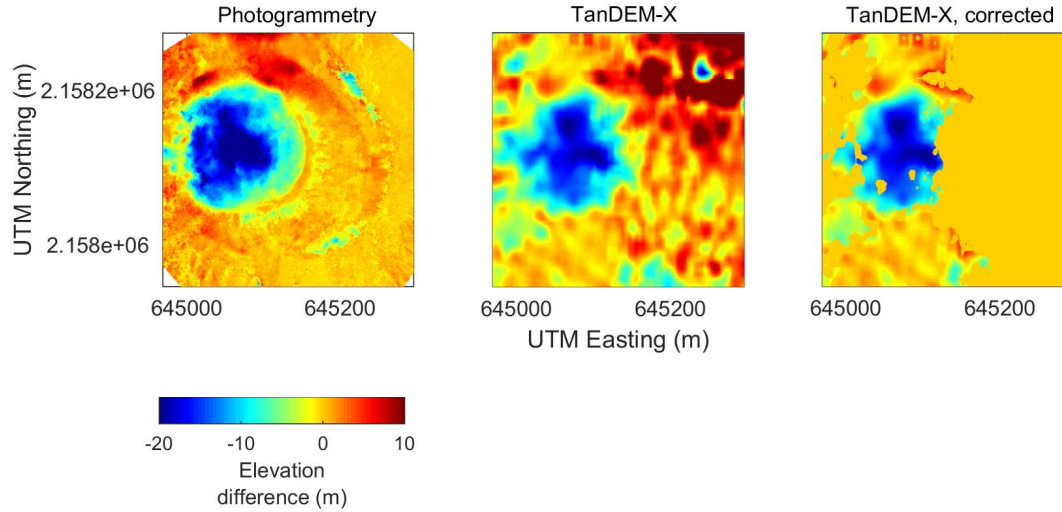 Photogrammetry
TanDEM-X
TanDEM-X, corrected
UTM Northing (m)
2.1582e+06
2.158e+06
645000
645200
645000
645200
645000
645200
UTM Easting (m)
-20
-10
0
10
Elevation
difference (m)